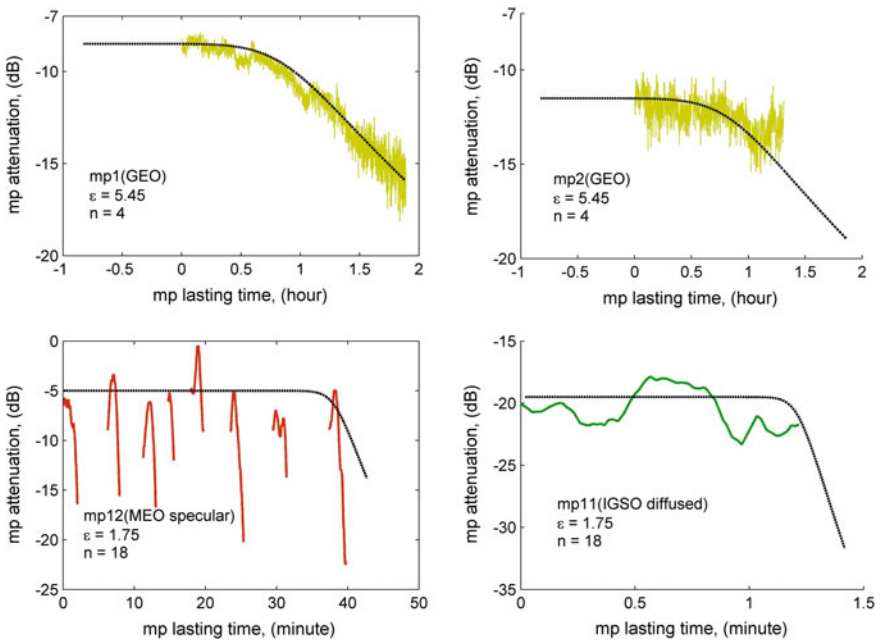 -7
-10
-15
-20
-1
-0.5
0
0.5
1
1.5
2
mp attenuation, (dB)
mp lasting time, (hour)
mp1(GEO)
ε = 5.45
n = 4
-7
-10
-15
-20
-1
-0.5
0
0.5
1
1.5
2
mp attenuation, (dB)
mp lasting time, (hour)
mp2(GEO)
ε = 5.45
n = 4
0
-5
-10
-15
-20
-25
0
10
20
30
40
50
mp attenuation, (dB)
mp lasting time, (minute)
mp12(MEO specular)
ε = 1.75
n = 18
-15
-20
-25
-30
-35
0
0.5
1
1.5
mp attenuation, (dB)
mp lasting time, (minute)
mp11(IGSO diffused)
ε = 1.75
n = 18